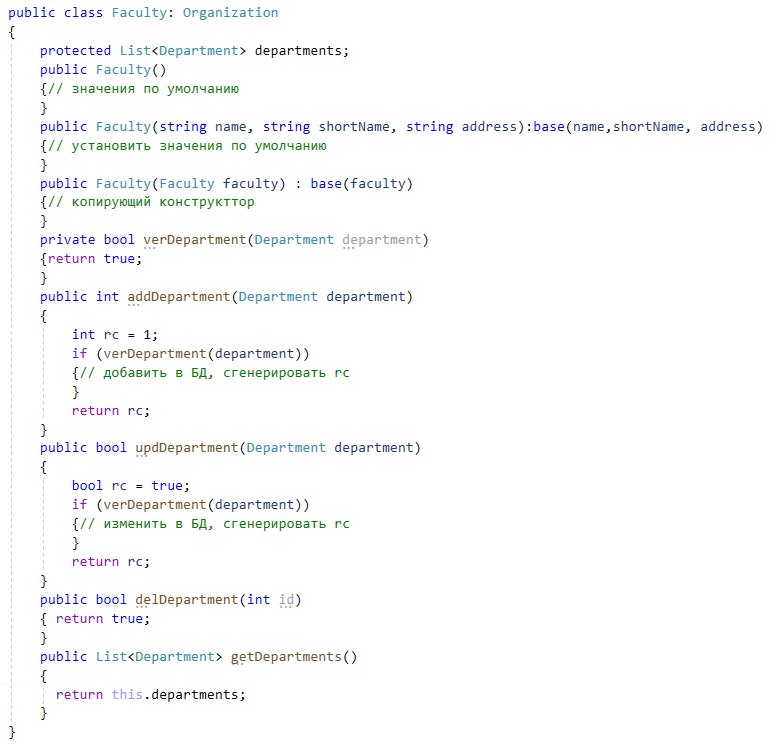 public class Faculty: Organization
{
protected List<Department> departments;
public Faculty()
{// значения по умолчанию
}
public Faculty(string name, string shortName, string address):base(name,shortName, address)
{// установить значения по умолчанию
}
public Faculty(Faculty faculty) : base(faculty)
{// копирующий конструкттор
}
private bool verDepartment(Department department)
{return true;
}
public int addDepartment(Department department)
{
int rc = 1;
if (verDepartment(department))
{// добавить в БД, сгенерировать rc
}
return rc;
}
public bool updDepartment(Department department)
{
bool rc = true;
if (verDepartment(department))
{// изменить в БД, сгенерировать rc
}
return rc;
}
public bool delDepartment(int id)
{ return true;
}
public List<Department> getDepartments()
{
return this.departments;
}
}